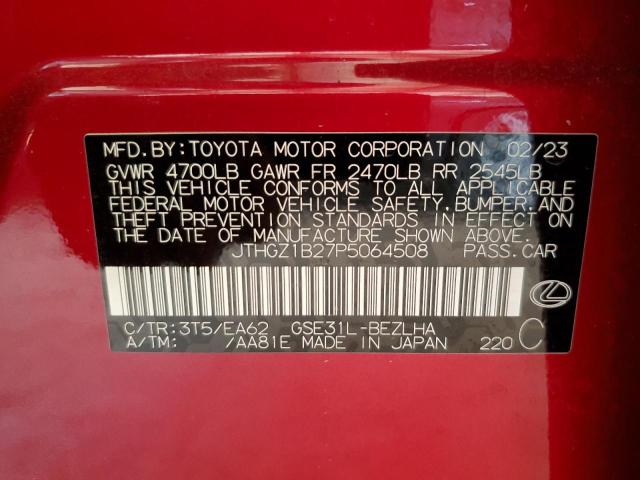 MFD.BY:TOYOTA MOTOR CORPORATION 02/23
GVWR 4700LB GAWR FR 2470LB RR 2545LB
THIS VEHICLE CONFORMS TO ALL APPLICABLE
FEDERAL MOTOR VEHICLE SAFETY,BUMPER,AND
THEFT PREVENTION STANDARDS IN EFFECT ON
THE DATE OF MANUFACTURE SHOWN ABOVE.
JTHGZ1B27P5064508 PASS.CAR
C/TR:3T5/EA62 GSE31L-BEZLHA
A/TM: /AA81E MADE IN JAPAN 220 C